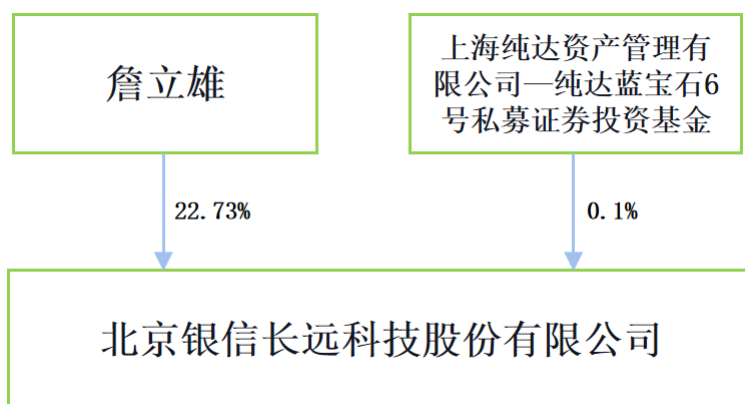 詹立雄
上海纯达资产管理有
限公司—纯达蓝宝石6
号私募证券投资基金
22.73%
0.1%
北京银信长远科技股份有限公司